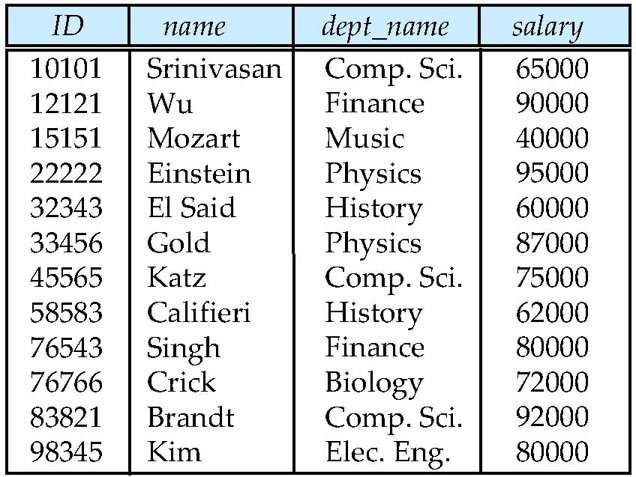 ID name dept_name salary
10101 Srinivasan Comp. Sci. 65000
12121 Wu Finance 90000
15151 Mozart Music 40000
22222 Einstein Physics 95000
32343 El Said History 60000
33456 Gold Physics 87000
45565 Katz Comp. Sci. 75000
58583 Califieri History 62000
76543 Singh Finance 80000
76766 Crick Biology 72000
83821 Brandt Comp. Sci. 92000
98345 Kim Elec. Eng. 80000